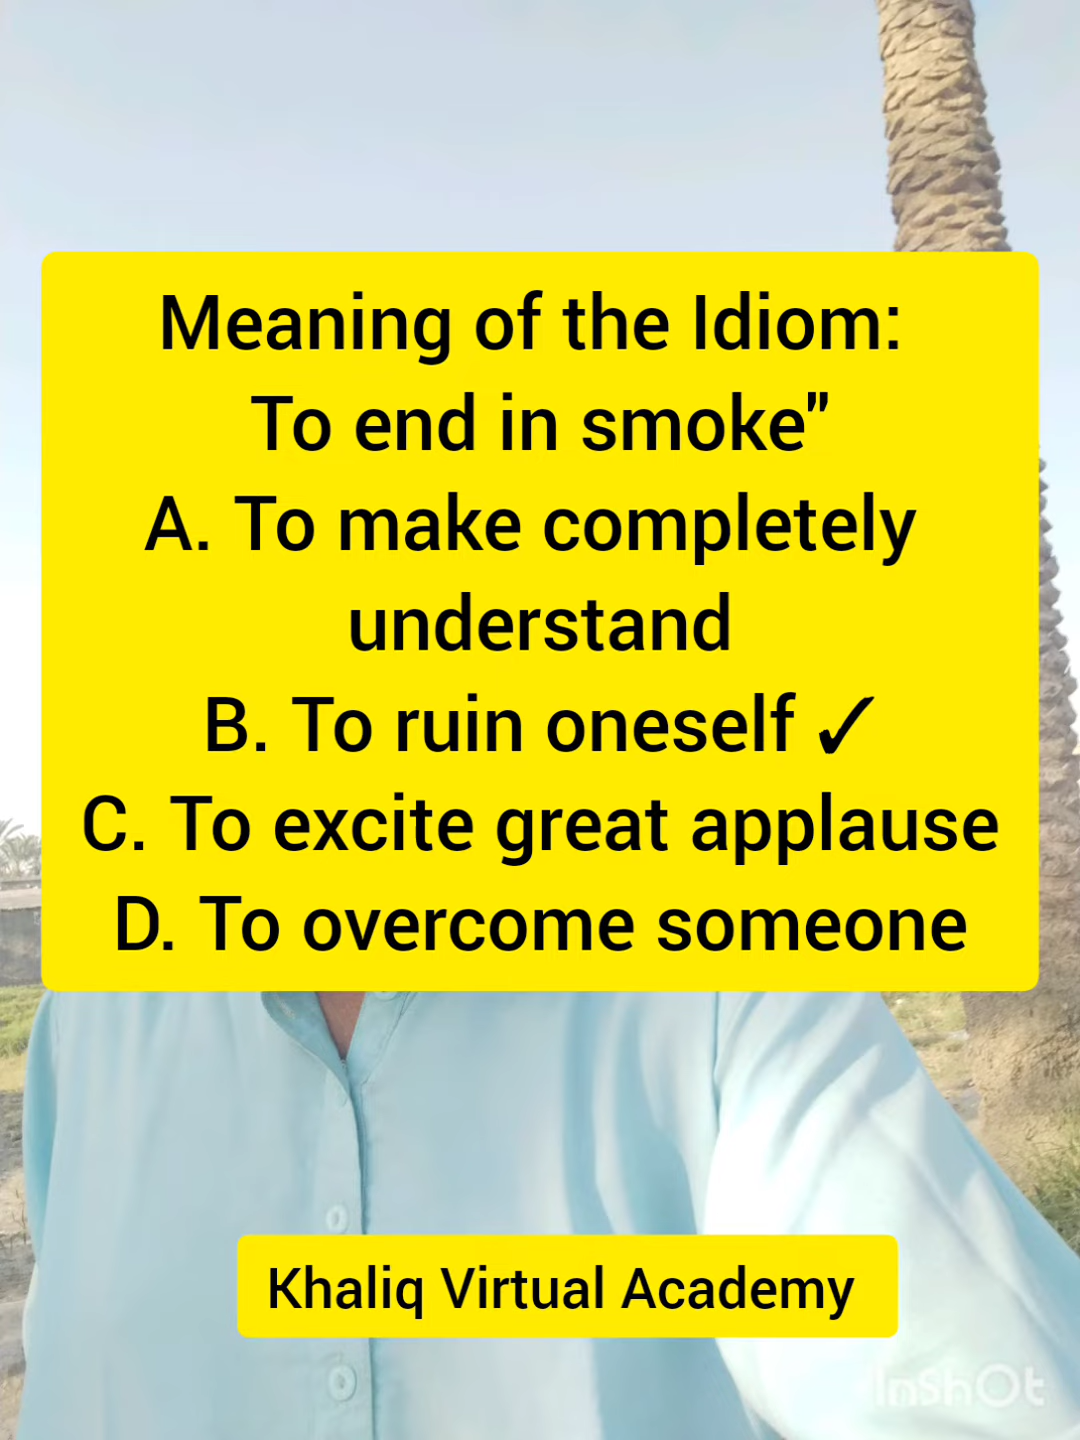 Meaning of the Idiom:
To end in smoke"
A. To make completely
understand
B. To ruin oneself ✓
C. To excite great applause
D. To overcome someone
Khaliq Virtual Academy
InShOt